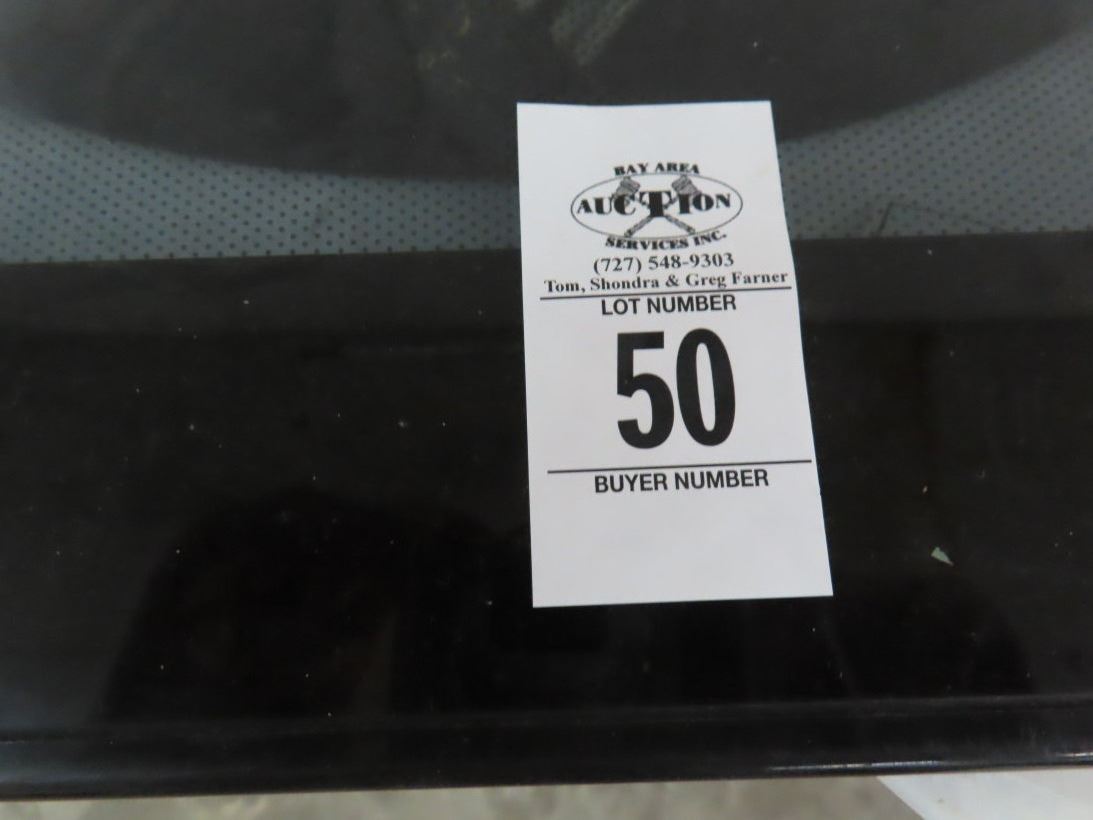 BAY AREA
AUCTION
SERVICES INC.
(727) 548-9303
Tom, Shondra & Greg Farner
LOT NUMBER
50
BUYER NUMBER